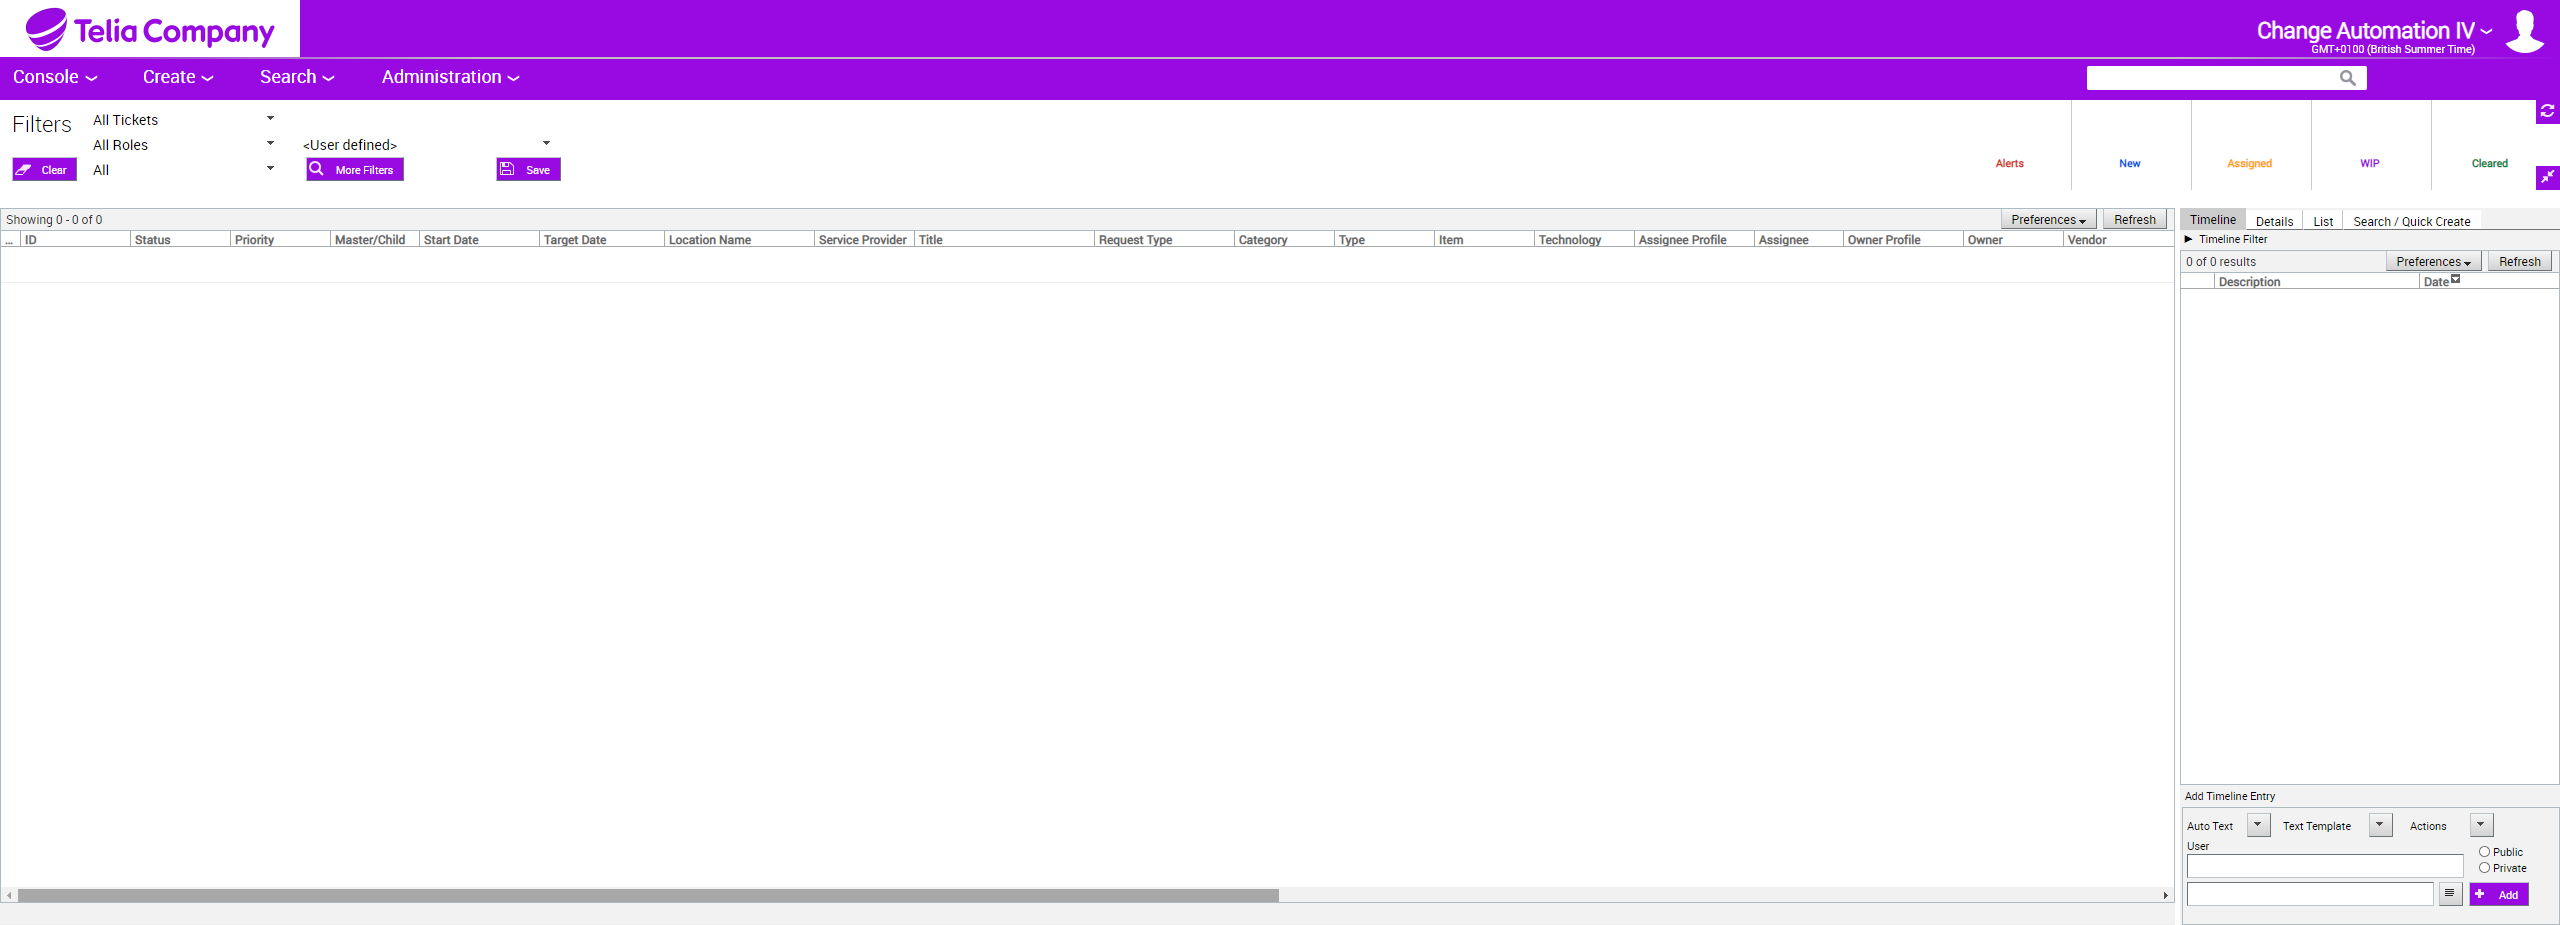 Telia Company
Change Automation IV
GMT+0100 (British Summer Time)
Console Create Search Administration
Filters
All Tickets
All Roles
<User defined>
Clear
All
More Filters
Save
Alerts
New
Assigned
WIP
Cleared
Showing 0 - 0 of 0
Preferences
Refresh
... ID Status Priority Master/Child Start Date Target Date Location Name Service Provider Title Request Type Category Type Item Technology Assignee Profile Assignee Owner Profile Owner Vendor
Timeline Details List Search / Quick Create
Timeline Filter
0 of 0 results
Preferences
Refresh
Description Date
Add Timeline Entry
Auto Text Text Template Actions
User
Public
Private
Add